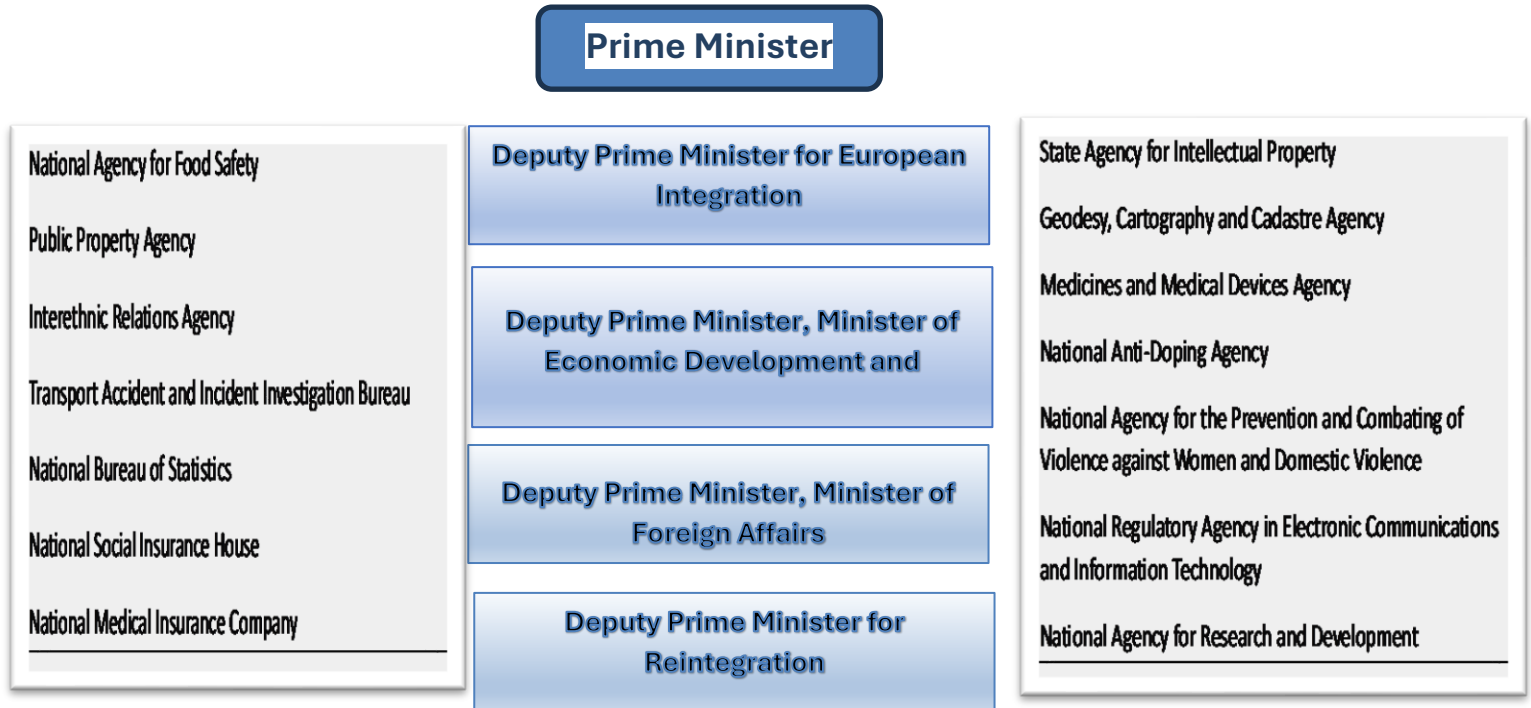 Prime Minister
National Agency for Food Safety
Public Property Agency
Interethnic Relations Agency
Transport Accident and Incident Investigation Bureau
National Bureau of Statistics
National Social Insurance House
National Medical Insurance Company
Deputy Prime Minister for European
Integration
Deputy Prime Minister, Minister of
Economic Development and
Deputy Prime Minister, Minister of
Foreign Affairs
Deputy Prime Minister for
Reintegration
State Agency for Intellectual Property
Geodesy, Cartography and Cadastre Agency
Medicines and Medical Devices Agency
National Anti-Doping Agency
National Agency for the Prevention and Combating of
Violence against Women and Domestic Violence
National Regulatory Agency in Electronic Communications
and Information Technology
National Agency for Research and Development